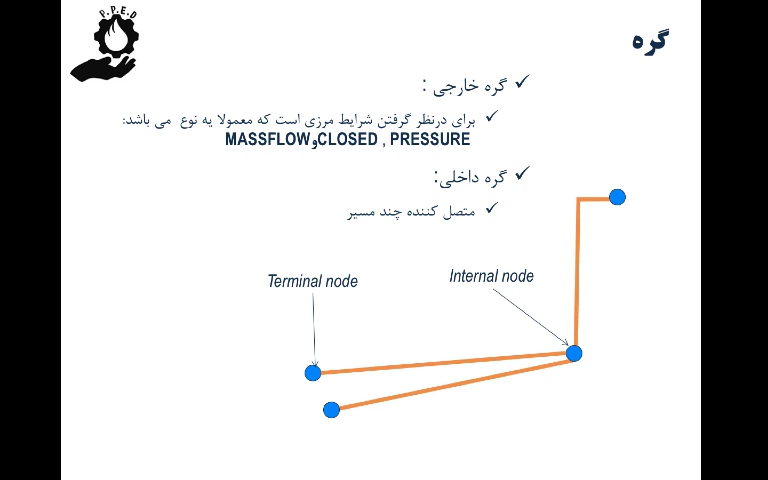 P.P.E.D
گره
گره خارجی :
برای درنظر گرفتن شرایط مرزی است که معمولا یه نوع می باشد:
MASSFLOWوCLOSED , PRESSURE
گره داخلی:
متصل کننده چند مسیر
Internal node
Terminal node